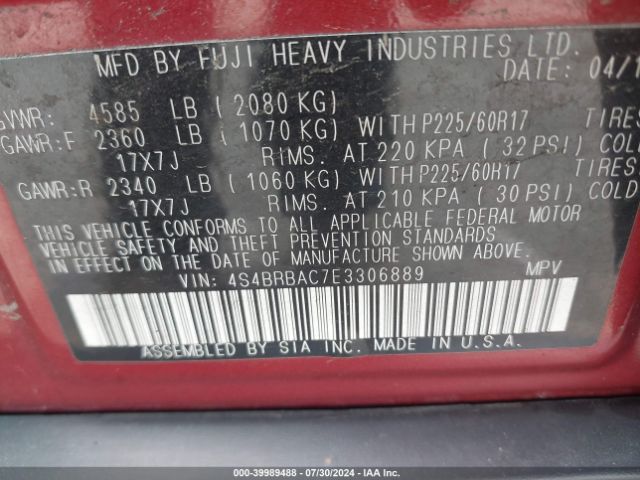 MFD BY FUJI HEAVY INDUSTRIES LTD.
DATE: 04/1
GVWR: 4585 LB ( 2080 KG)
GAWR:F 2360 LB ( 1070 KG) WITH P225/60R17 TIRES
17X7J RIMS. AT 220 KPA ( 32 PSI) COLD
GAWR:R 2340 LB ( 1060 KG) WITH P225/60R17 TIRES
17X7J RIMS. AT 210 KPA ( 30 PSI) COLD
THIS VEHICLE CONFORMS TO ALL APPLICABLE FEDERAL MOTOR
VEHICLE SAFETY AND THEFT PREVENTION STANDARDS
IN EFFECT ON THE DATE OF MANUFACTURE SHOWN ABOVE.
VIN: 4S4BRBAC7E3306889 MPV
ASSEMBLED BY SIA INC. MADE IN U.S.A.
000-39989488 - 07/30/2024 - IAA Inc.